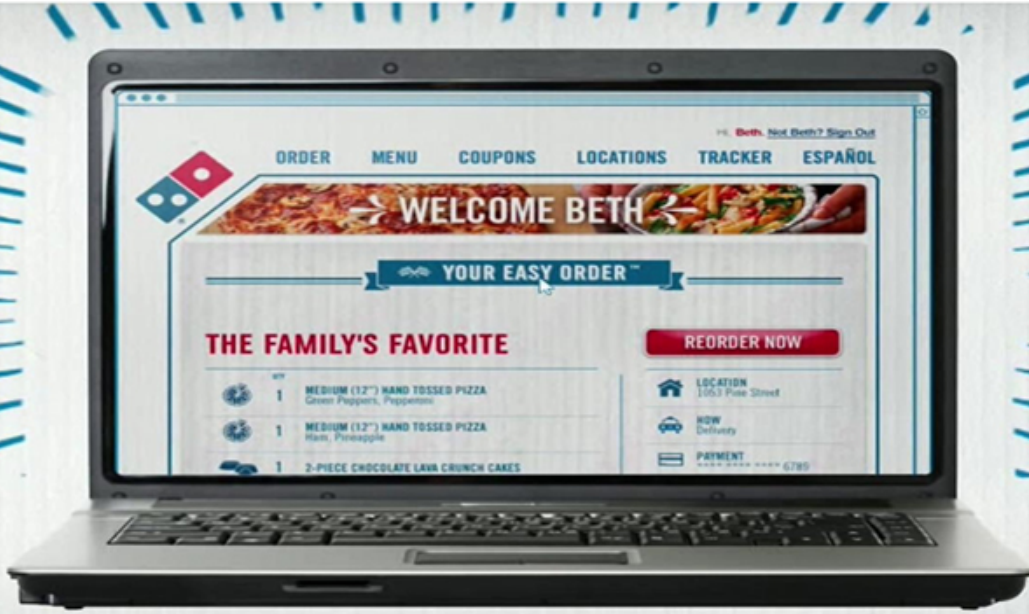 Hi, Beth. Not Beth? Sign Out
ORDER MENU COUPONS LOCATIONS TRACKER ESPAÑOL
WELCOME BETH
YOUR EASY ORDER™
THE FAMILY'S FAVORITE
REORDER NOW
QTY
1 MEDIUM (12") HAND TOSSED PIZZA
Green Peppers, Pepperoni
1 MEDIUM (12") HAND TOSSED PIZZA
Ham, Pineapple
1 2-PIECE CHOCOLATE LAVA CRUNCH CAKES
LOCATION
1053 Pine Street
HOW
Delivery
PAYMENT
**** **** **** 6789